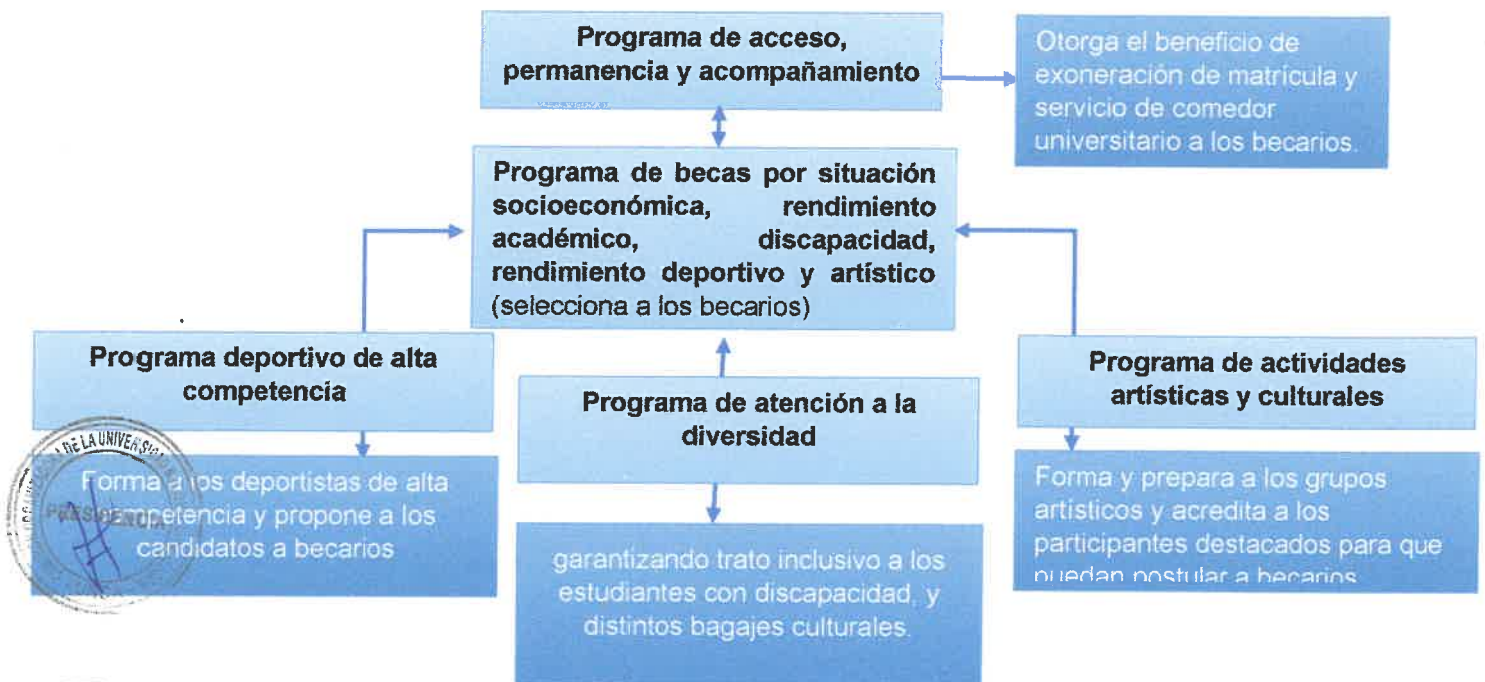 Programa de acceso,
permanencia y acompañamiento
Otorga el beneficio de
exoneración de matrícula y
servicio de comedor
universitario a los becarios.
Programa de becas por situación
socioeconómica, rendimiento
académico, discapacidad,
rendimiento deportivo y artístico
(selecciona a los becarios)
Programa deportivo de alta
competencia
Programa de atención a la
diversidad
Programa de actividades
artísticas y culturales
DE LA UNIVERSI
PRESIDENCIA
Forma a los deportistas de alta
competencia y propone a los
candidatos a becarios
garantizando trato inclusivo a los
estudiantes con discapacidad, y
distintos bagajes culturales.
Forma y prepara a los grupos
artísticos y acredita a los
participantes destacados para que
puedan postular a becarios